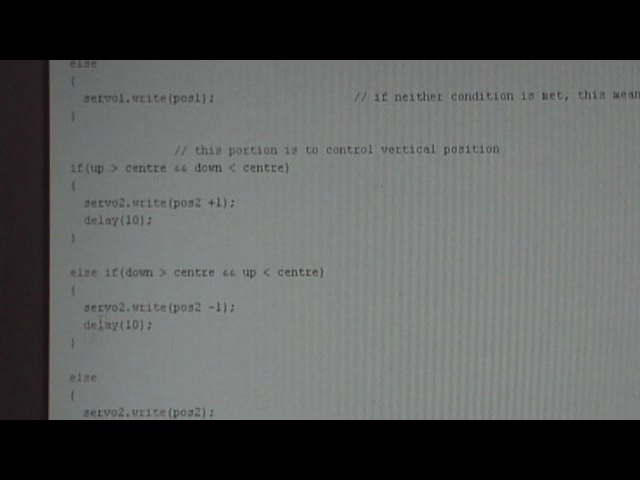 else
{
servo1.write(pos1); // if neither condition is met, this mean
}
// this portion is to control vertical position
if(up > centre && down < centre)
{
servo2.write(pos2 +1);
delay(10);
}
else if(down > centre && up < centre)
{
servo2.write(pos2 -1);
delay(10);
}
else
{
servo2.write(pos2);